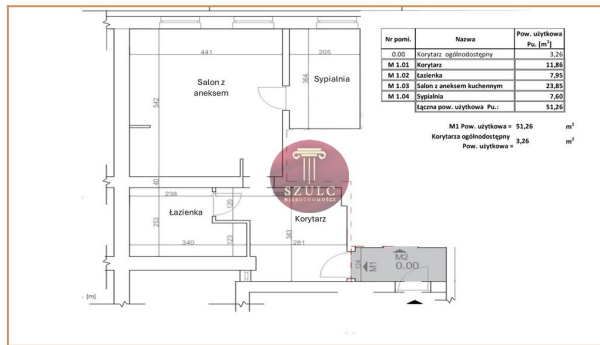 441
205
Salon z
aneksem
Sypialnia
364
542
40
238
Łazienka
120
253
340
123
Korytarz
343
261
124
M1
M2
0.00
[m]
SZULC
NIERUCHOMOŚCI
Nr pomi. Nazwa Pow. użytkowa
Pu. [m²]
0.00 Korytarz ogólnodostępny 3,26
M 1.01 Korytarz 11,86
M 1.02 Łazienka 7,95
M 1.03 Salon z aneksem kuchennym 23,85
M 1.04 Sypialnia 7,60
Łączna pow. użytkowa Pu.: 51,26
M1 Pow. użytkowa = 51,26 m²
Korytarza ogólnodostępny
Pow. użytkowa = 3,26 m²